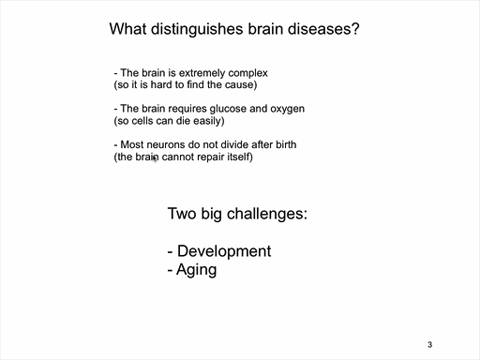 What distinguishes brain diseases?
- The brain is extremely complex
(so it is hard to find the cause)
- The brain requires glucose and oxygen
(so cells can die easily)
- Most neurons do not divide after birth
(the brain cannot repair itself)
Two big challenges:
- Development
- Aging
3